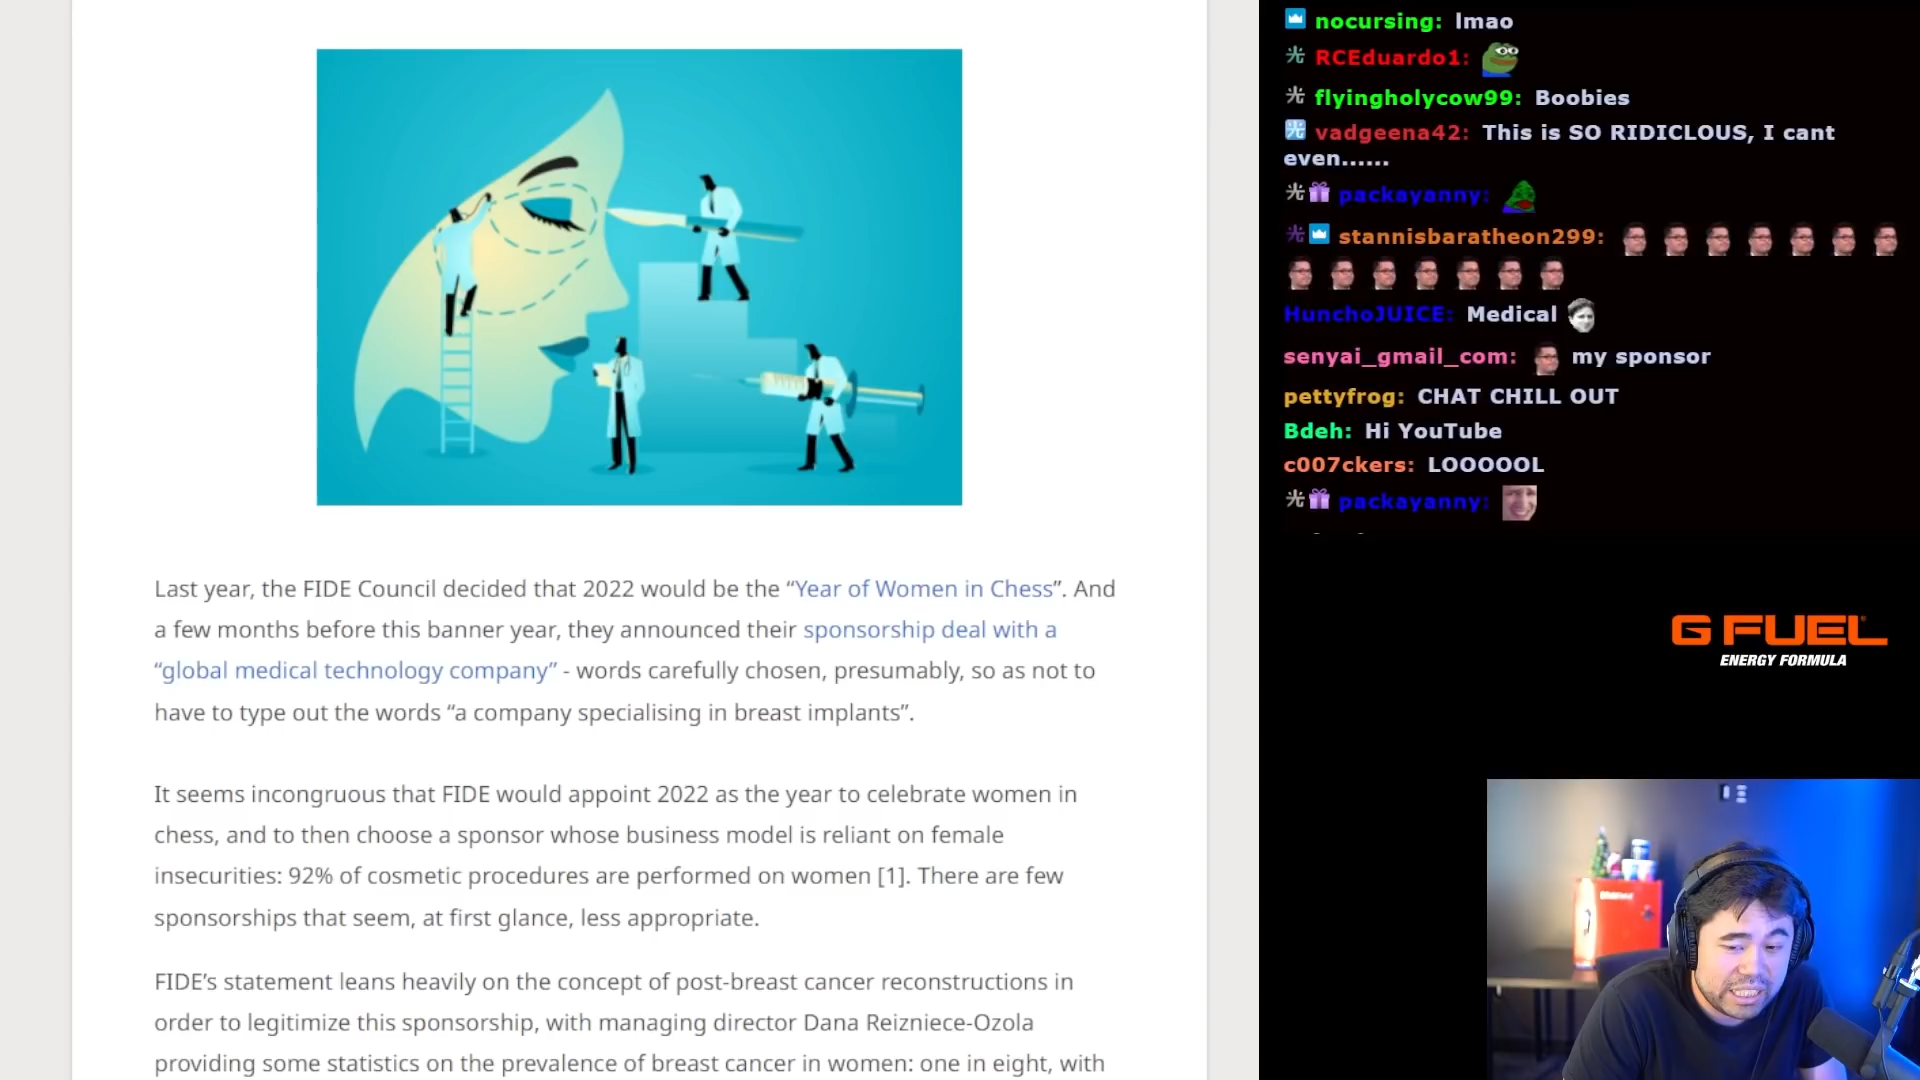 Last year, the FIDE Council decided that 2022 would be the “Year of Women in Chess”. And
a few months before this banner year, they announced their sponsorship deal with a
“global medical technology company” - words carefully chosen, presumably, so as not to
have to type out the words “a company specialising in breast implants”.
It seems incongruous that FIDE would appoint 2022 as the year to celebrate women in
chess, and to then choose a sponsor whose business model is reliant on female
insecurities: 92% of cosmetic procedures are performed on women [1]. There are few
sponsorships that seem, at first glance, less appropriate.
FIDE’s statement leans heavily on the concept of post-breast cancer reconstructions in
order to legitimize this sponsorship, with managing director Dana Reizniece-Ozola
providing some statistics on the prevalence of breast cancer in women: one in eight, with
nocursing: lmao
RCEduardo1:
flyingholycow99: Boobies
vadgeena42: This is SO RIDICLOUS, I cant
even......
packayanny:
stannisbaratheon299:
HunchoJUICE: Medical
senyai_gmail_com: my sponsor
pettyfrog: CHAT CHILL OUT
Bdeh: Hi YouTube
c007ckers: LOOOOOL
packayanny:
G FUEL
ENERGY FORMULA